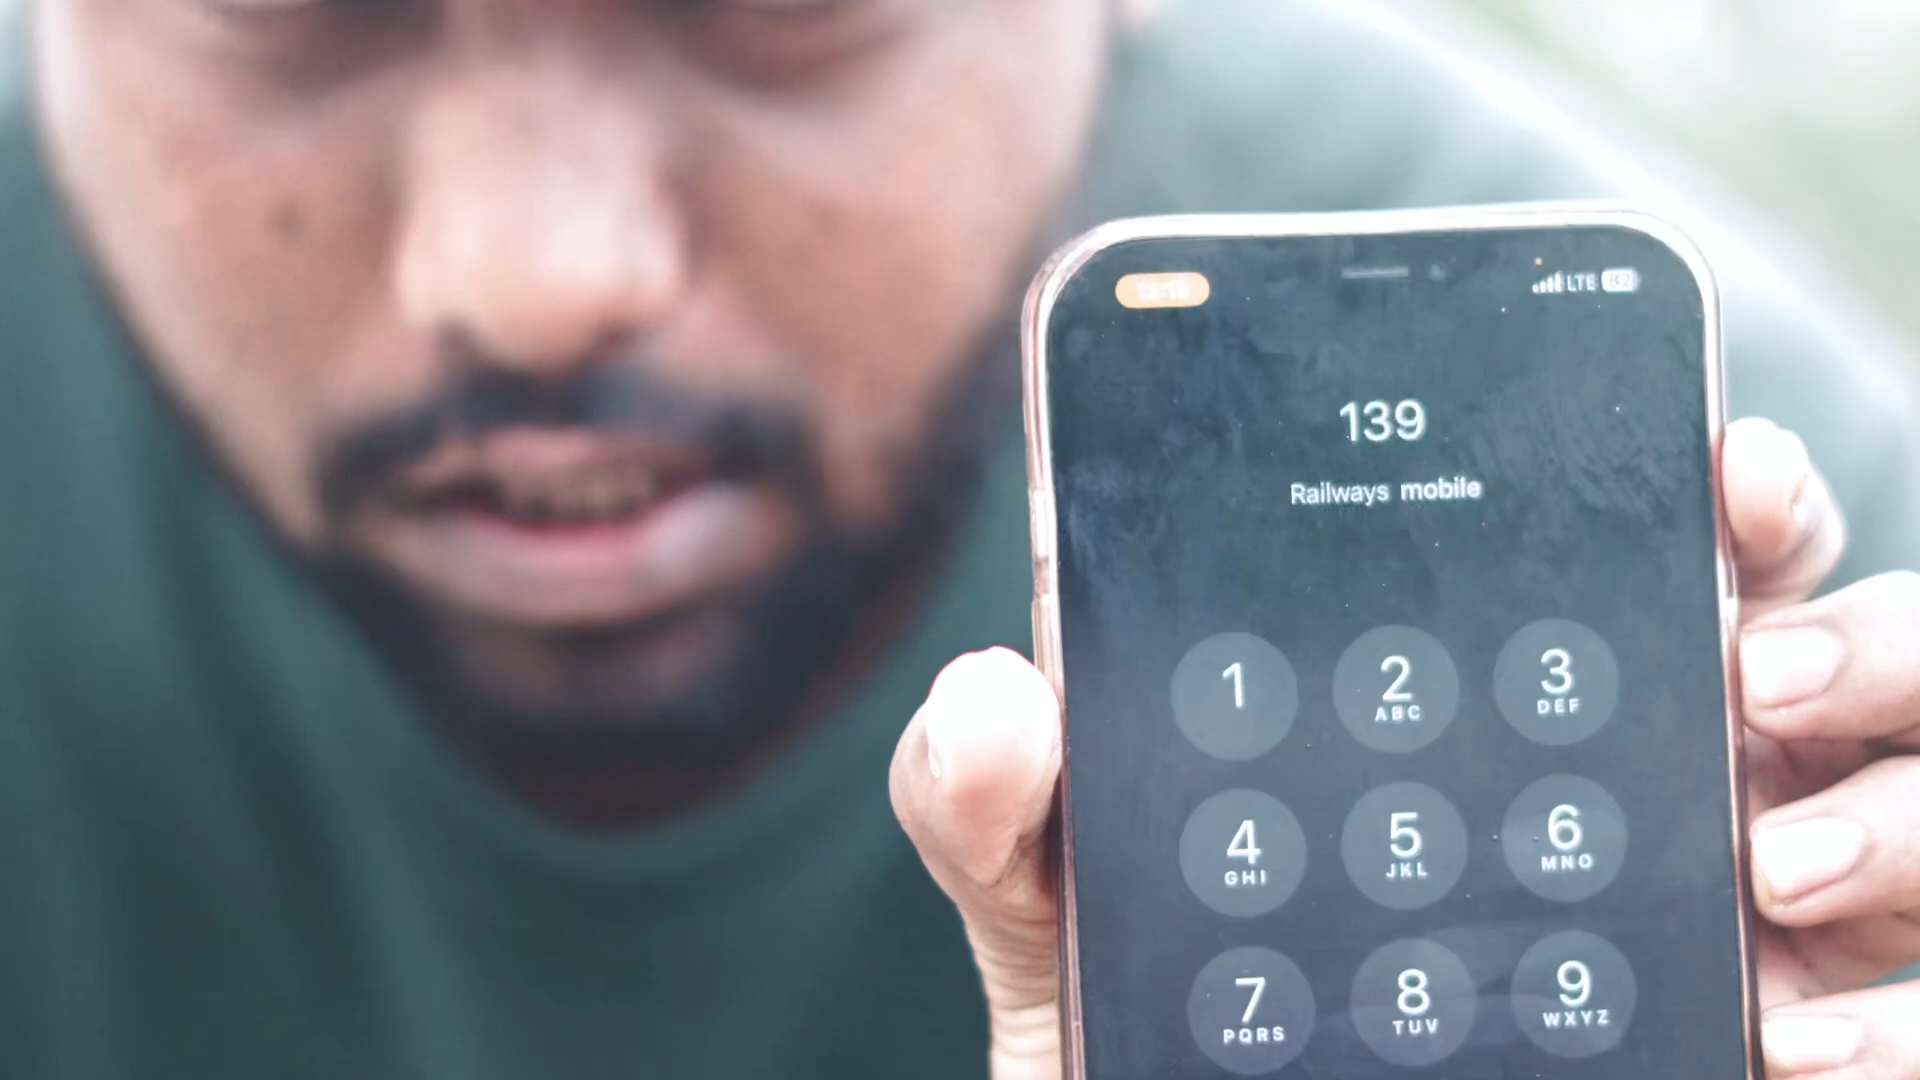 LTE
139
Railways mobile
1 2 3
ABC DEF
4 5 6
GHI JKL MNO
7 8 9
PQRS TUV WXYZ